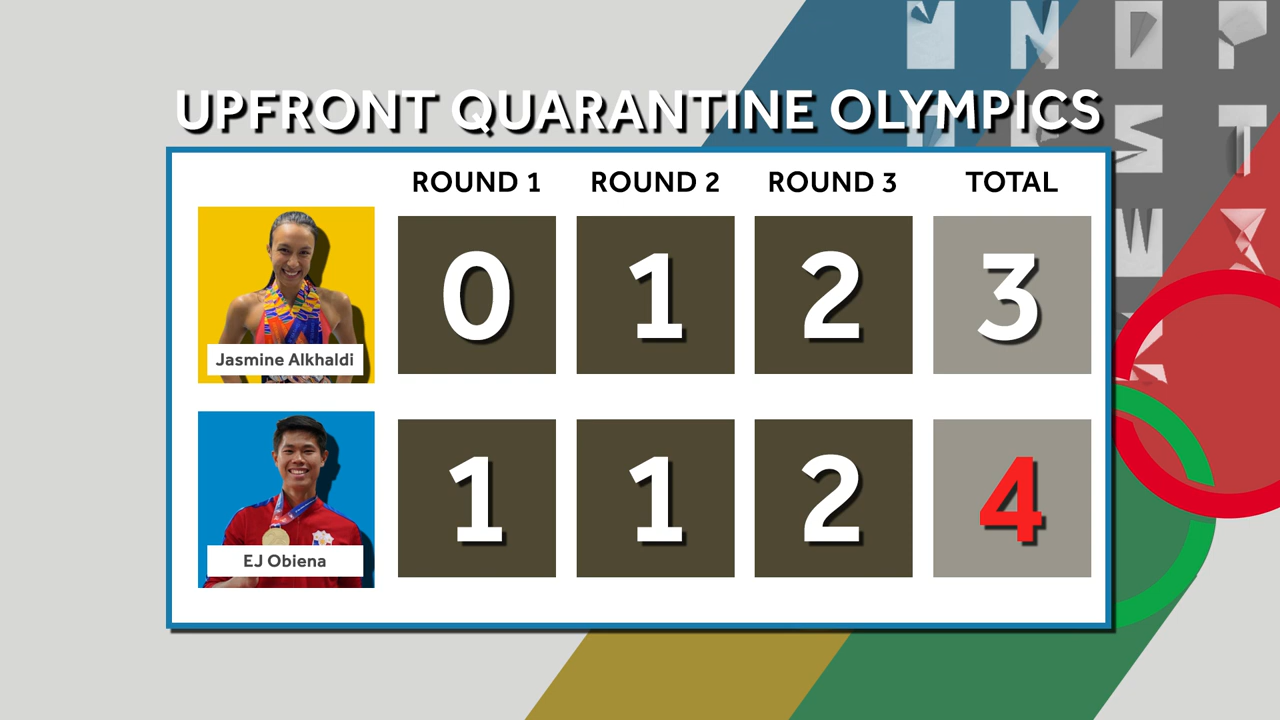 UPFRONT QUARANTINE OLYMPICS
ROUND 1 ROUND 2 ROUND 3 TOTAL
Jasmine Alkhaldi 0 1 2 3
EJ Obiena 1 1 2 4